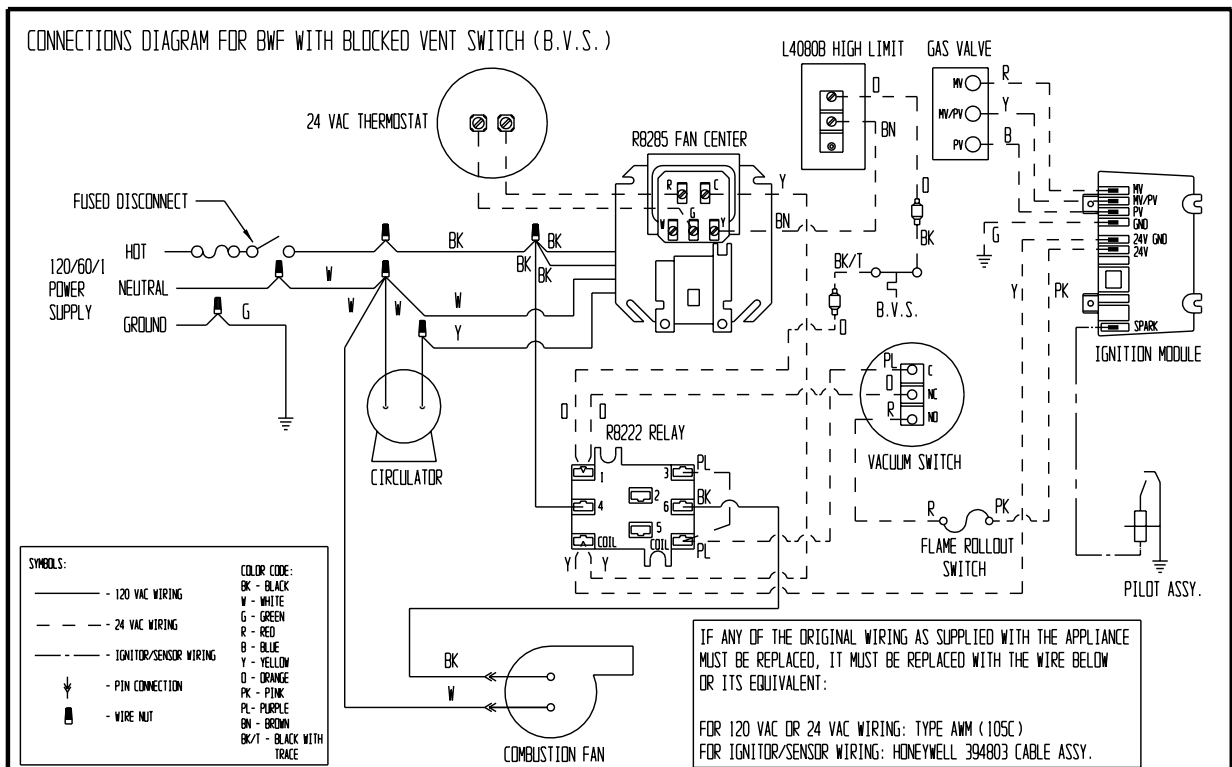 CONNECTIONS DIAGRAM FOR BWF WITH BLOCKED VENT SWITCH (B.V.S.)
L4080B HIGH LIMIT
GAS VALVE
MV
R
MV/PV
Y
PV
B
O
BN
24 VAC THERMOSTAT
R8285 FAN CENTER
R
C
G
W
Y
Y
BN
FUSED DISCONNECT
HOT
120/60/1
POWER
SUPPLY
NEUTRAL
GROUND
W
G
BK
BK
BK
BK
W
W
W
Y
O
BK
BK/T
O
B.V.S.
MV
MV/PV
PV
GND
24V GND
24V
SPARK
G
Y
PK
IGNITION MODULE
CIRCULATOR
O
O
R8222 RELAY
1
3
2
4
6
5
COIL
COIL
PL
BK
PL
Y
Y
PL
O
R
C
NC
NO
VACUUM SWITCH
R
PK
FLAME ROLLOUT
SWITCH
PILOT ASSY.
SYMBOLS:
- 120 VAC WIRING
- 24 VAC WIRING
- IGNITOR/SENSOR WIRING
- PIN CONNECTION
- WIRE NUT
COLOR CODE:
BK - BLACK
W - WHITE
G - GREEN
R - RED
B - BLUE
Y - YELLOW
O - ORANGE
PK - PINK
PL- PURPLE
BN - BROWN
BK/T - BLACK WITH
TRACE
BK
W
COMBUSTION FAN
IF ANY OF THE ORIGINAL WIRING AS SUPPLIED WITH THE APPLIANCE
MUST BE REPLACED, IT MUST BE REPLACED WITH THE WIRE BELOW
OR ITS EQUIVALENT:
FOR 120 VAC OR 24 VAC WIRING: TYPE AWM (105C)
FOR IGNITOR/SENSOR WIRING: HONEYWELL 394803 CABLE ASSY.